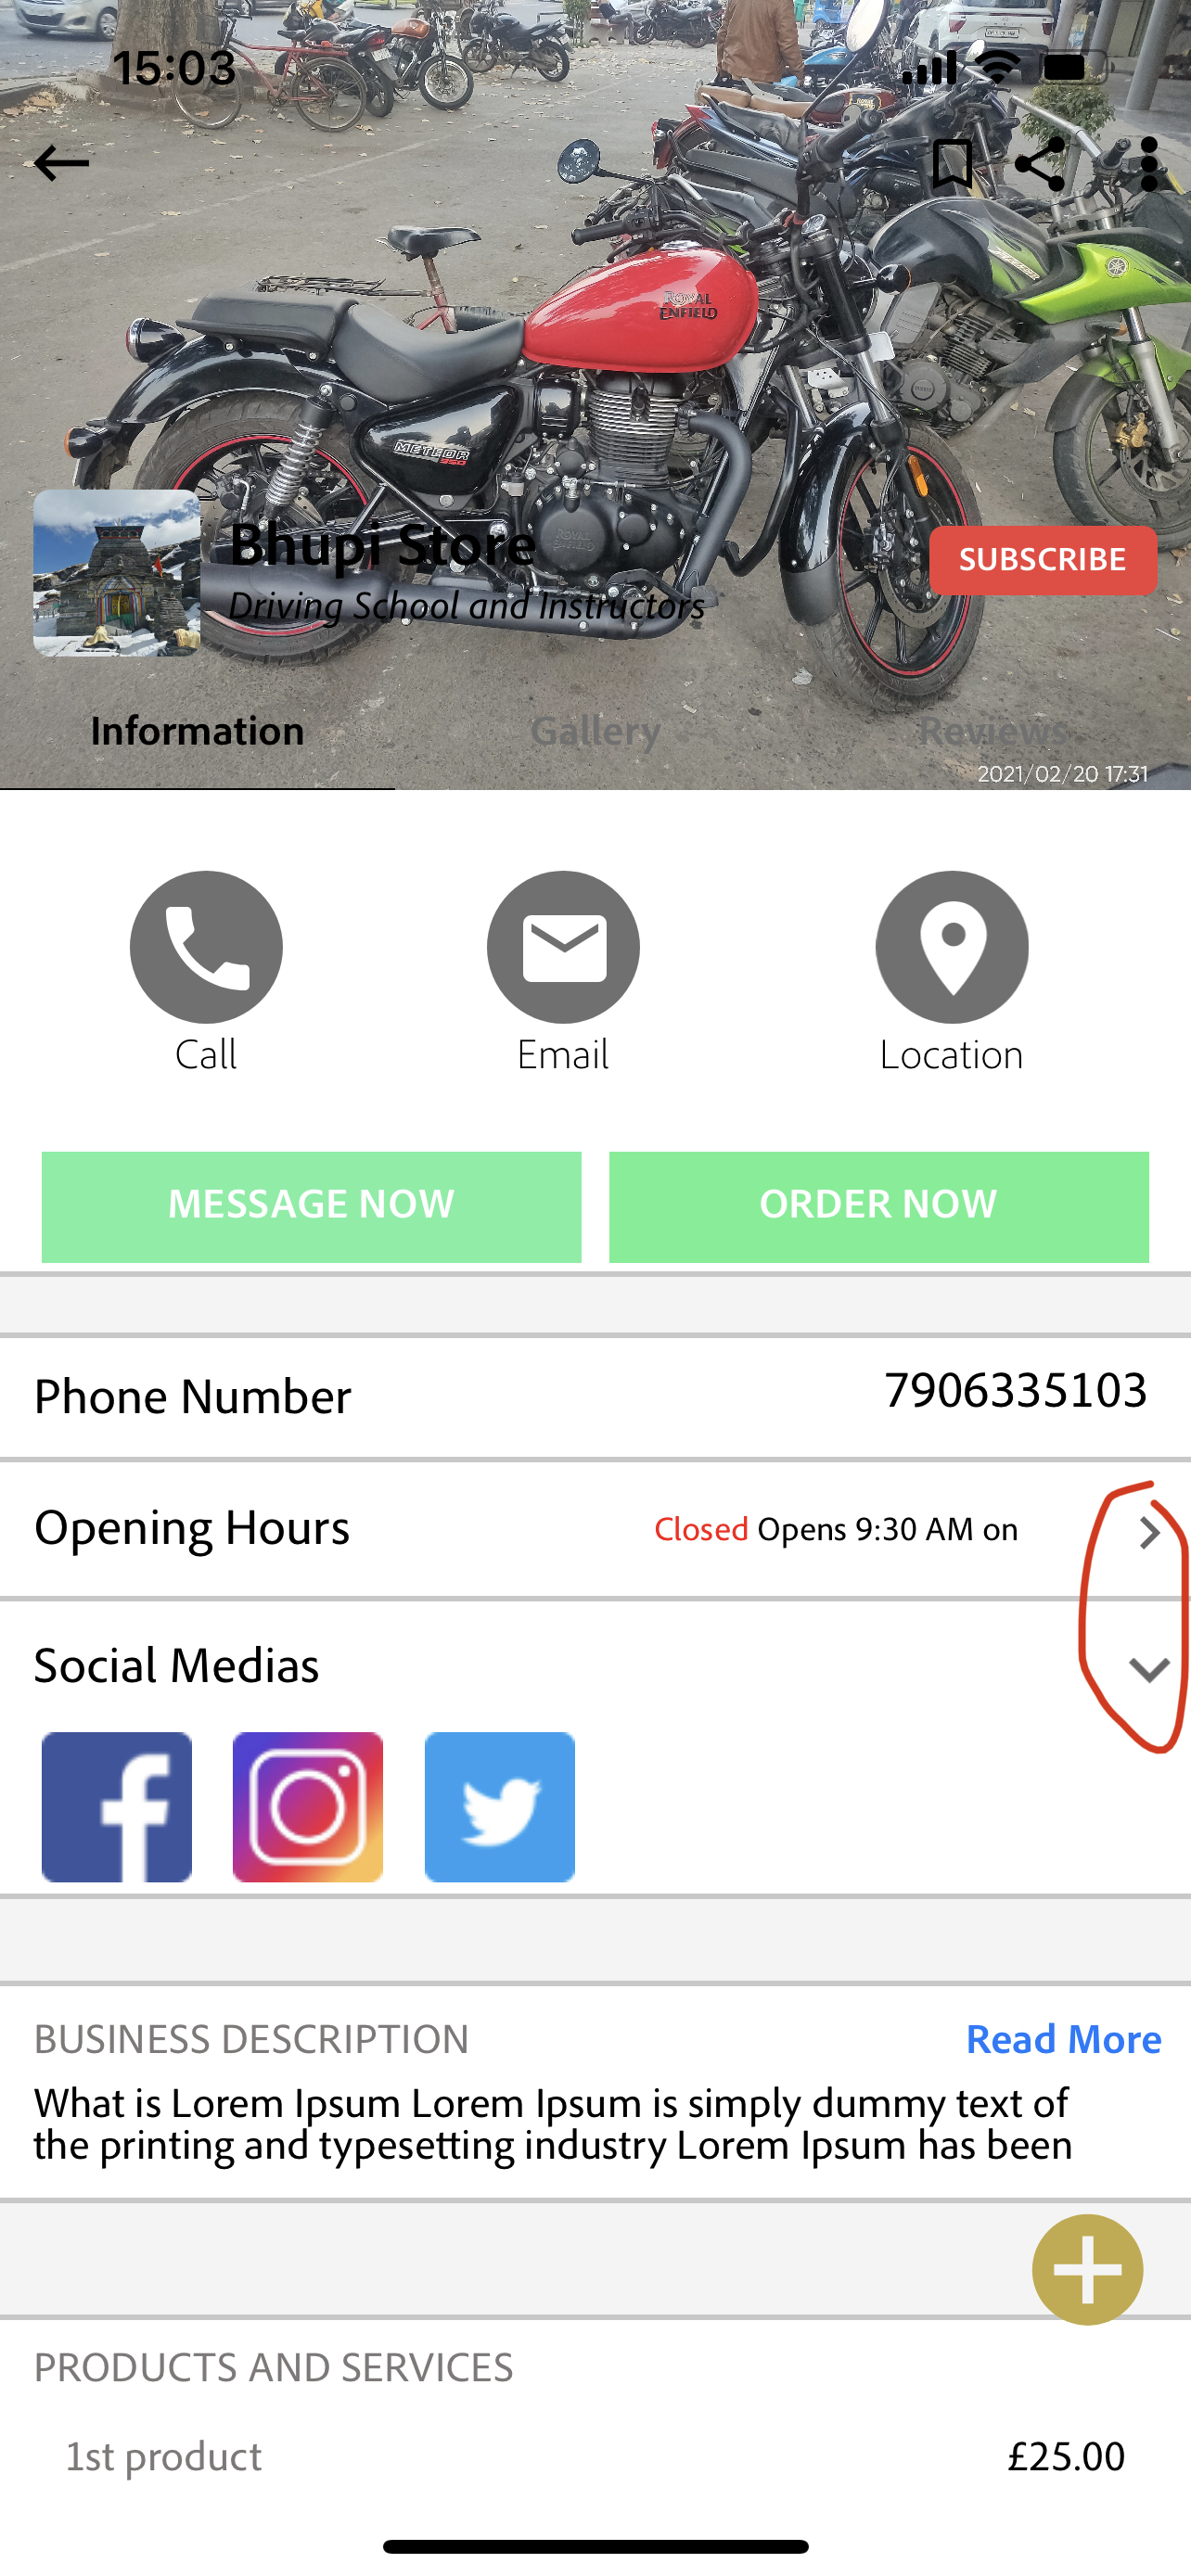 15:03
ROYAL
ENFIELD
METEOR
350
Bhupi Store
SUBSCRIBE
Driving School and Instructors
Information Gallery Reviews
2021/02/20 17:31
Call Email Location
MESSAGE NOW ORDER NOW
Phone Number 7906335103
Opening Hours Closed Opens 9:30 AM on
Social Medias
BUSINESS DESCRIPTION Read More
What is Lorem Ipsum Lorem Ipsum is simply dummy text of
the printing and typesetting industry Lorem Ipsum has been
PRODUCTS AND SERVICES
1st product £25.00